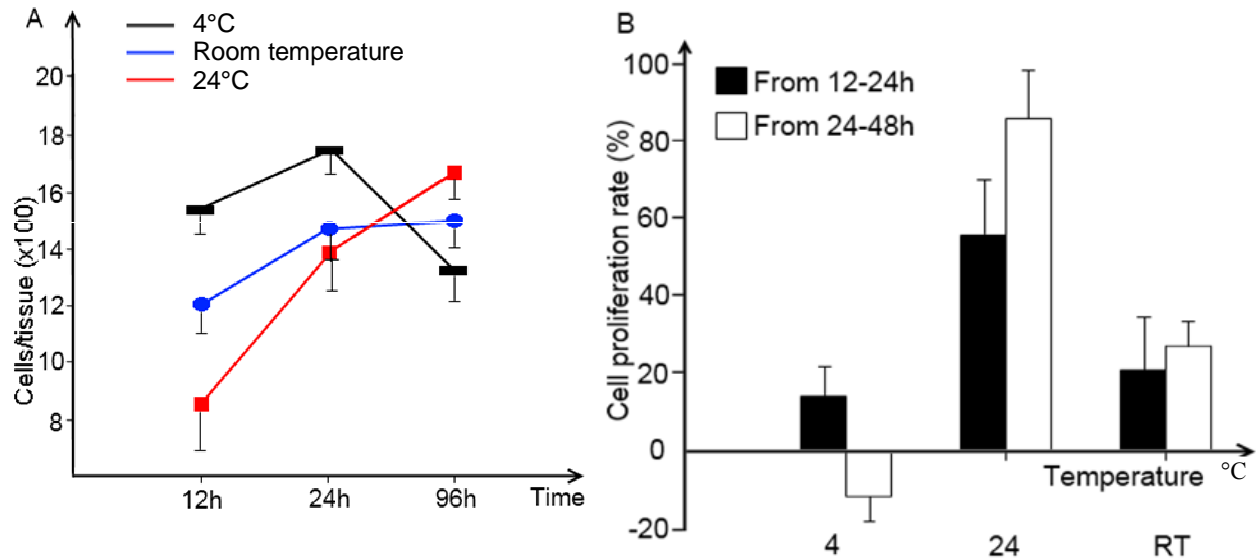 A
4°C
Room temperature
24°C
Cells/tissue (x100)
20
18
16
14
12
10
8
12h
24h
96h
Time
B
From 12-24h
From 24-48h
Cell proliferation rate (%)
100
80
60
40
20
0
-20
Temperature °C
4
24
RT